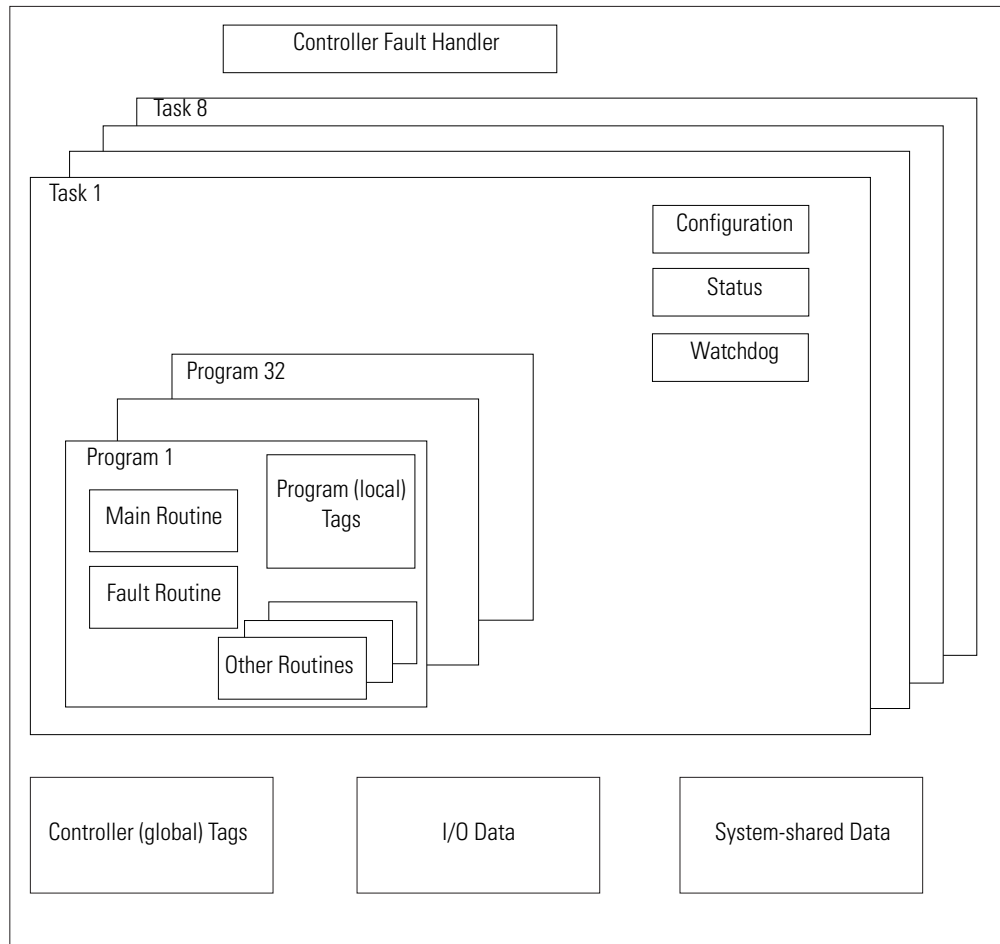 Controller Fault Handler
Task 8
Task 1
Configuration
Status
Watchdog
Program 32
Program 1
Program (local)
Tags
Main Routine
Fault Routine
Other Routines
Controller (global) Tags
I/O Data
System-shared Data